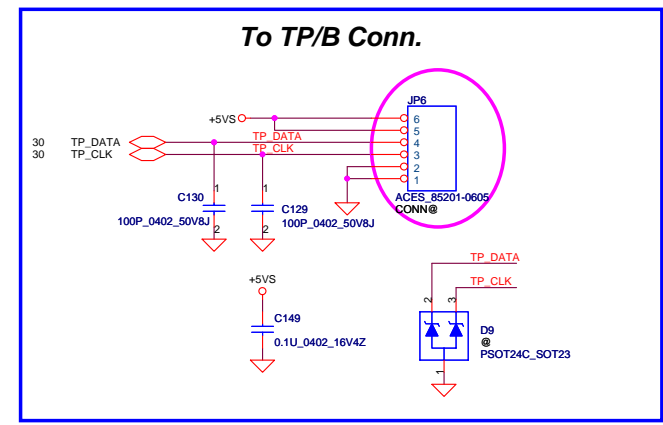 To TP/B Conn.
JP6
+5VS
6
5
30 TP_DATA TP_DATA 4
30 TP_CLK TP_CLK 3
2
1
C130 1
C129 1
ACES_85201-0605
CONN@
100P_0402_50V8J 2
100P_0402_50V8J 2
TP_DATA
TP_CLK
+5VS
C149
0.1U_0402_16V4Z
2 3
D9
@
PSOT24C_SOT23
1